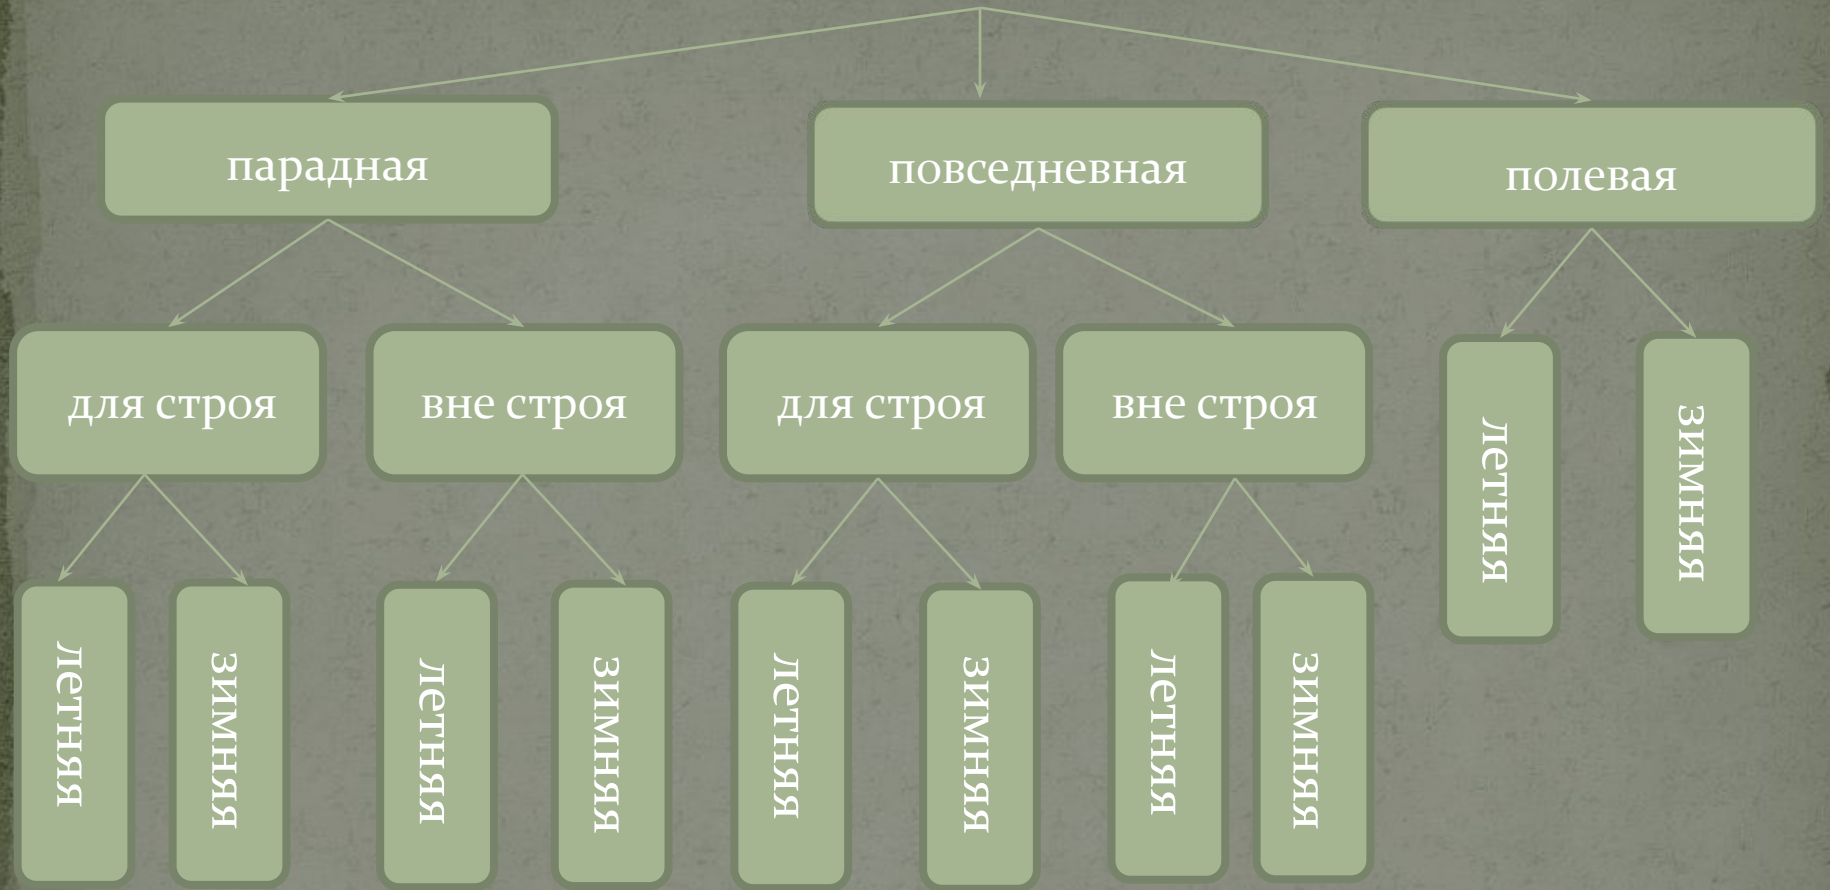 парадная
повседневная
полевая
для строя
вне строя
для строя
вне строя
летняя
зимняя
летняя
зимняя
летняя
зимняя
летняя
зимняя
летняя
зимняя